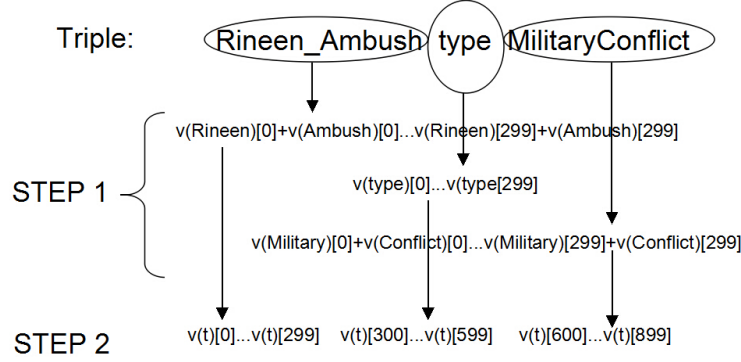 Triple: Rineen_Ambush type MilitaryConflict
v(Rineen)[0]+v(Ambush)[0]...v(Rineen)[299]+v(Ambush)[299]
STEP 1
v(type)[0]...v(type[299]
v(Military)[0]+v(Conflict)[0]...v(Military)[299]+v(Conflict)[299]
STEP 2
v(t)[0]...v(t)[299] v(t)[300]...v(t)[599] v(t)[600]...v(t)[899]